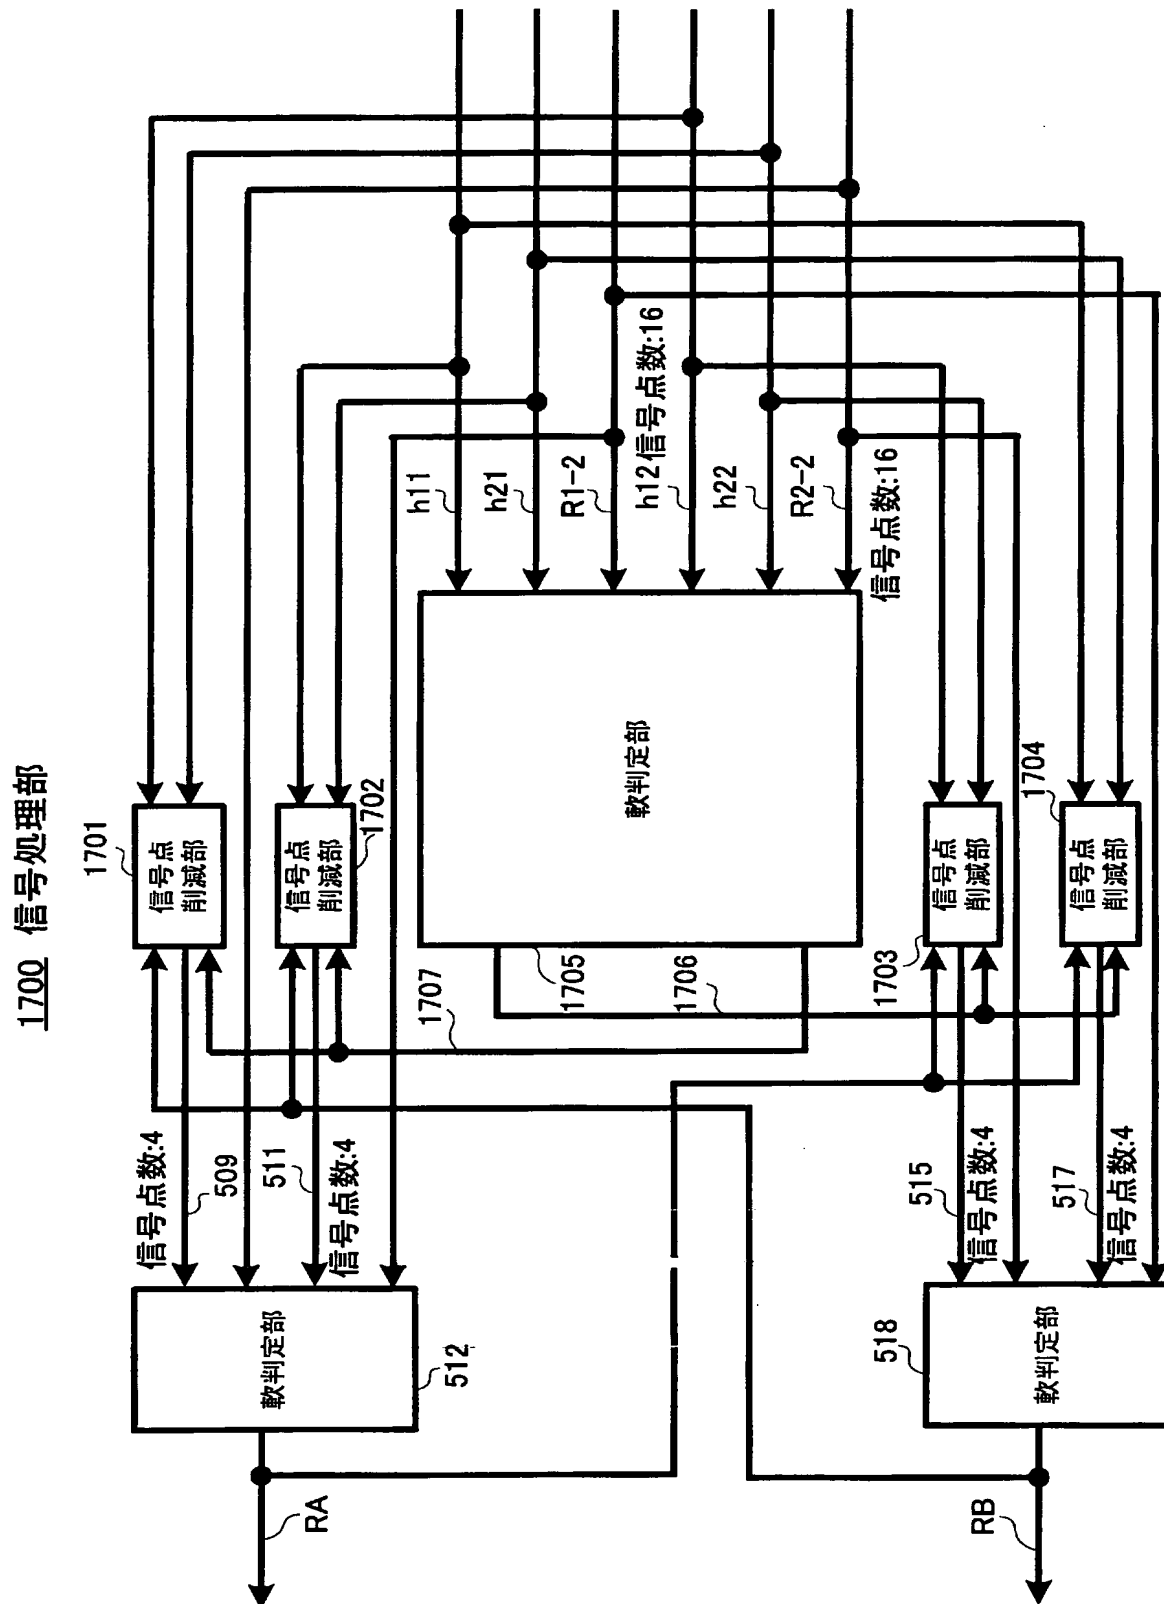 1700 信号処理部
1701
信号点
削減部
1702
信号点
削減部
1703
信号点
削減部
1704
信号点
削減部
軟判定部
1705
1706
1707
h11
h21
R1-2
信号点数:16
h12
h22
R2-2
信号点数:16
信号点数:4
509
511
信号点数:4
515
信号点数:4
517
信号点数:4
軟判定部
512
軟判定部
518
RA
RB